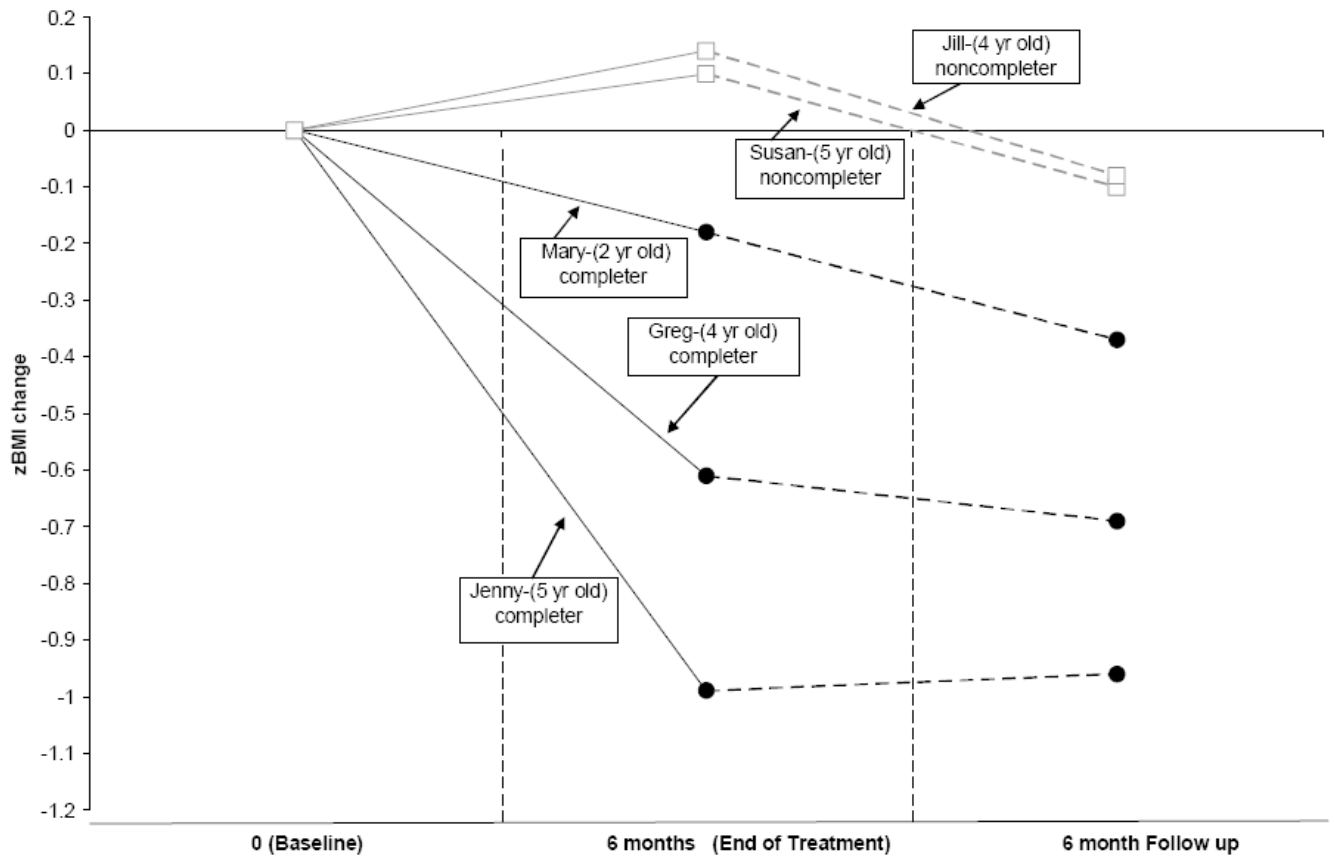 0.2
0.1
0
-0.1
-0.2
-0.3
-0.4
-0.5
-0.6
-0.7
-0.8
-0.9
-1
-1.1
-1.2
zBMI change
Jill-(4 yr old)
noncompleter
Susan-(5 yr old)
noncompleter
Mary-(2 yr old)
completer
Greg-(4 yr old)
completer
Jenny-(5 yr old)
completer
0 (Baseline)
6 months (End of Treatment)
6 month Follow up